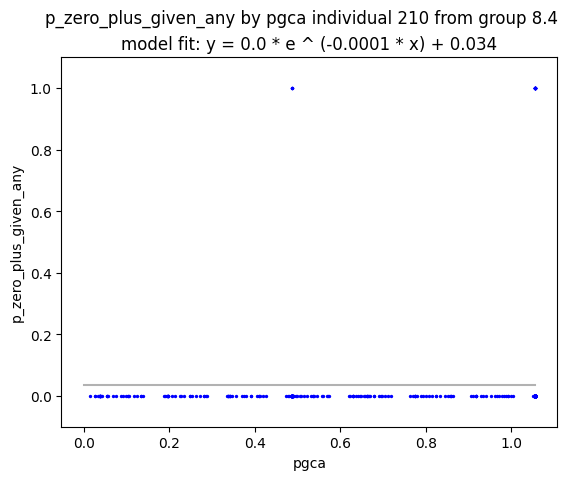 p_zero_plus_given_any by pgca individual 210 from group 8.4
model fit: y = 0.0 * e ^ (-0.0001 * x) + 0.034
1.0
0.8
0.6
0.4
0.2
0.0
p_zero_plus_given_any
0.0 0.2 0.4 0.6 0.8 1.0
pgca